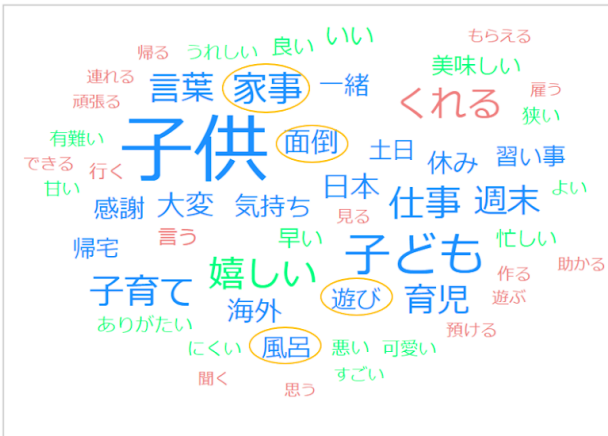 いい
もらえる
帰る
うれしい
良い
美味しい
連れる
言葉
家事
一緒
雇う
頑張る
くれる
狭い
子供
有難い
面倒
土日
休み
習い事
できる
行く
甘い
日本
よい
感謝
大変
気持ち
見る
仕事
週末
帰宅
言う
早い
子ども
忙しい
助かる
子育て
嬉しい
作る
海外
遊び
育児
遊ぶ
ありがたい
預ける
にくい
風呂
悪い
可愛い
聞く
すごい
思う